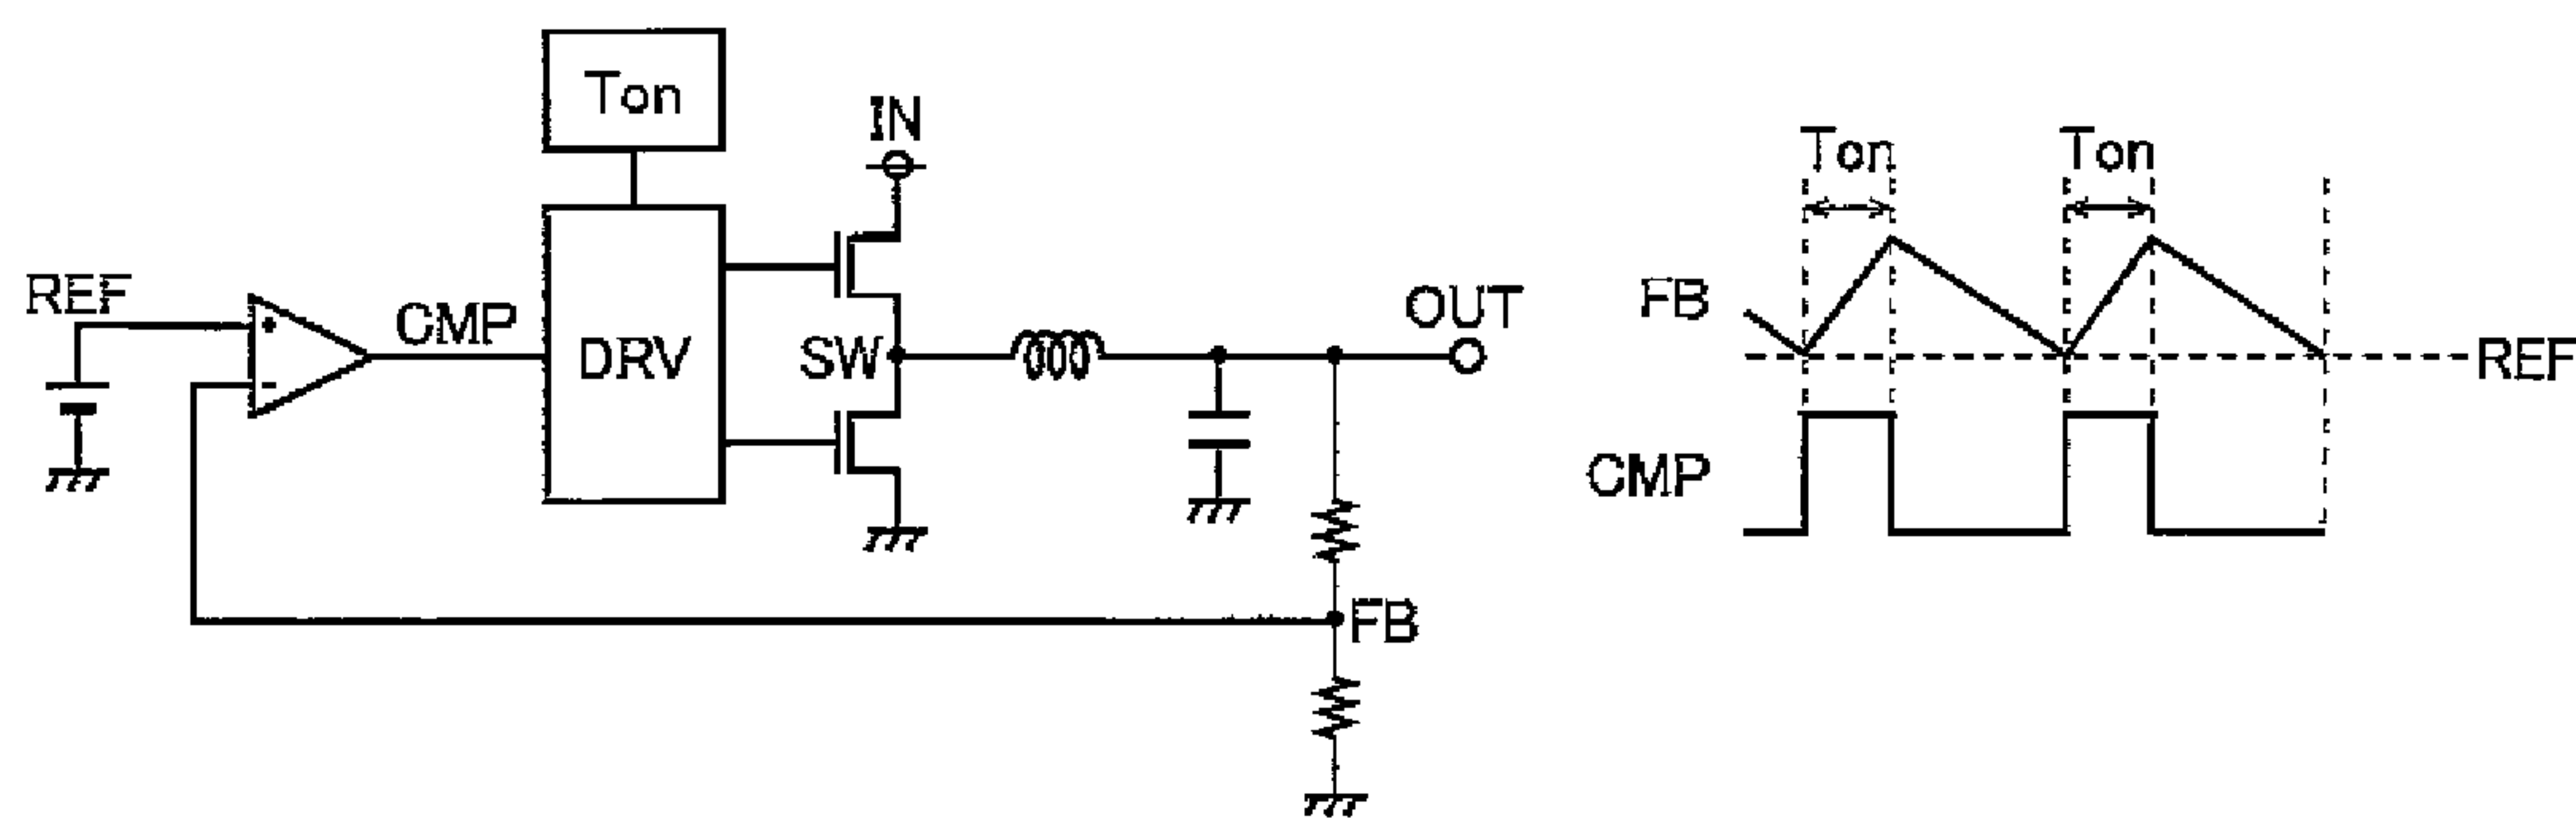 Ton
IN
REF
CMP
DRV
SW
OUT
FB
+
-
Ton
Ton
FB
REF
CMP